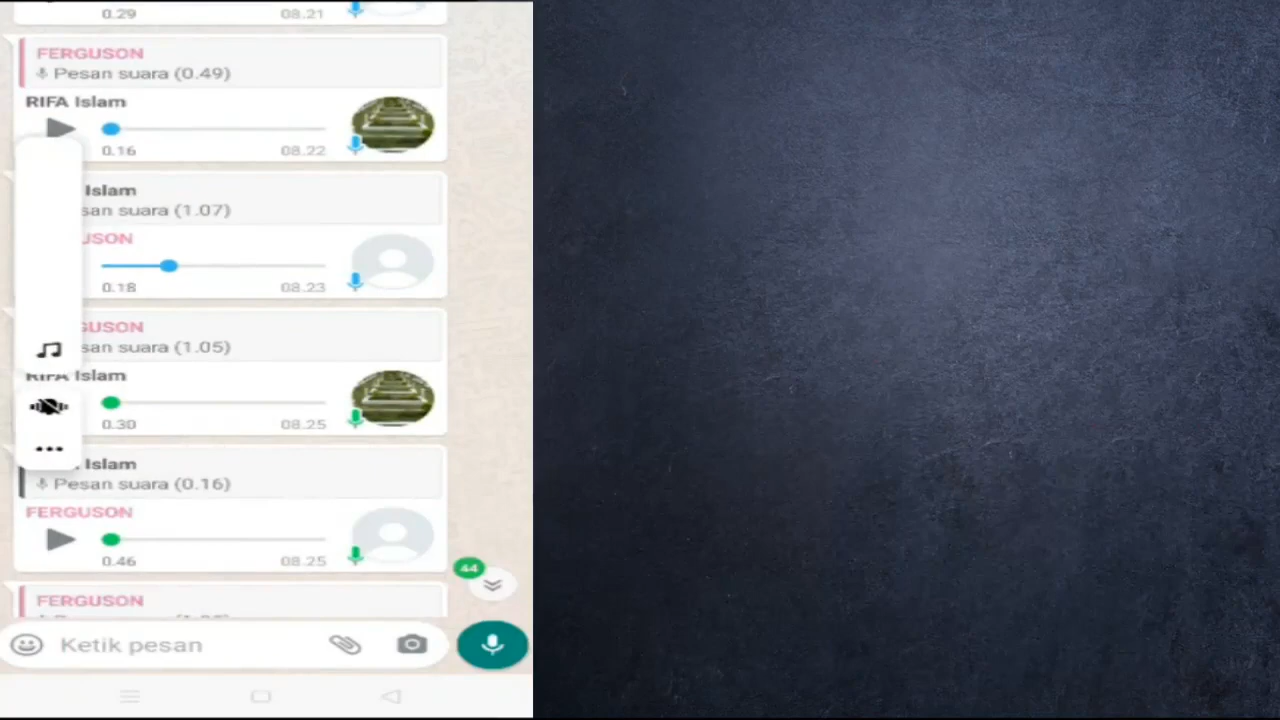 0.29 08.21
FERGUSON
Pesan suara (0.49)
RIFA Islam
0.16 08.22
Islam
san suara (1.07)
USON
0.18 08.23
GUSON
san suara (1.05)
RIFA Islam
0.30 08.25
Islam
Pesan suara (0.16)
FERGUSON
0.46 08.25
44
FERGUSON
Ketik pesan